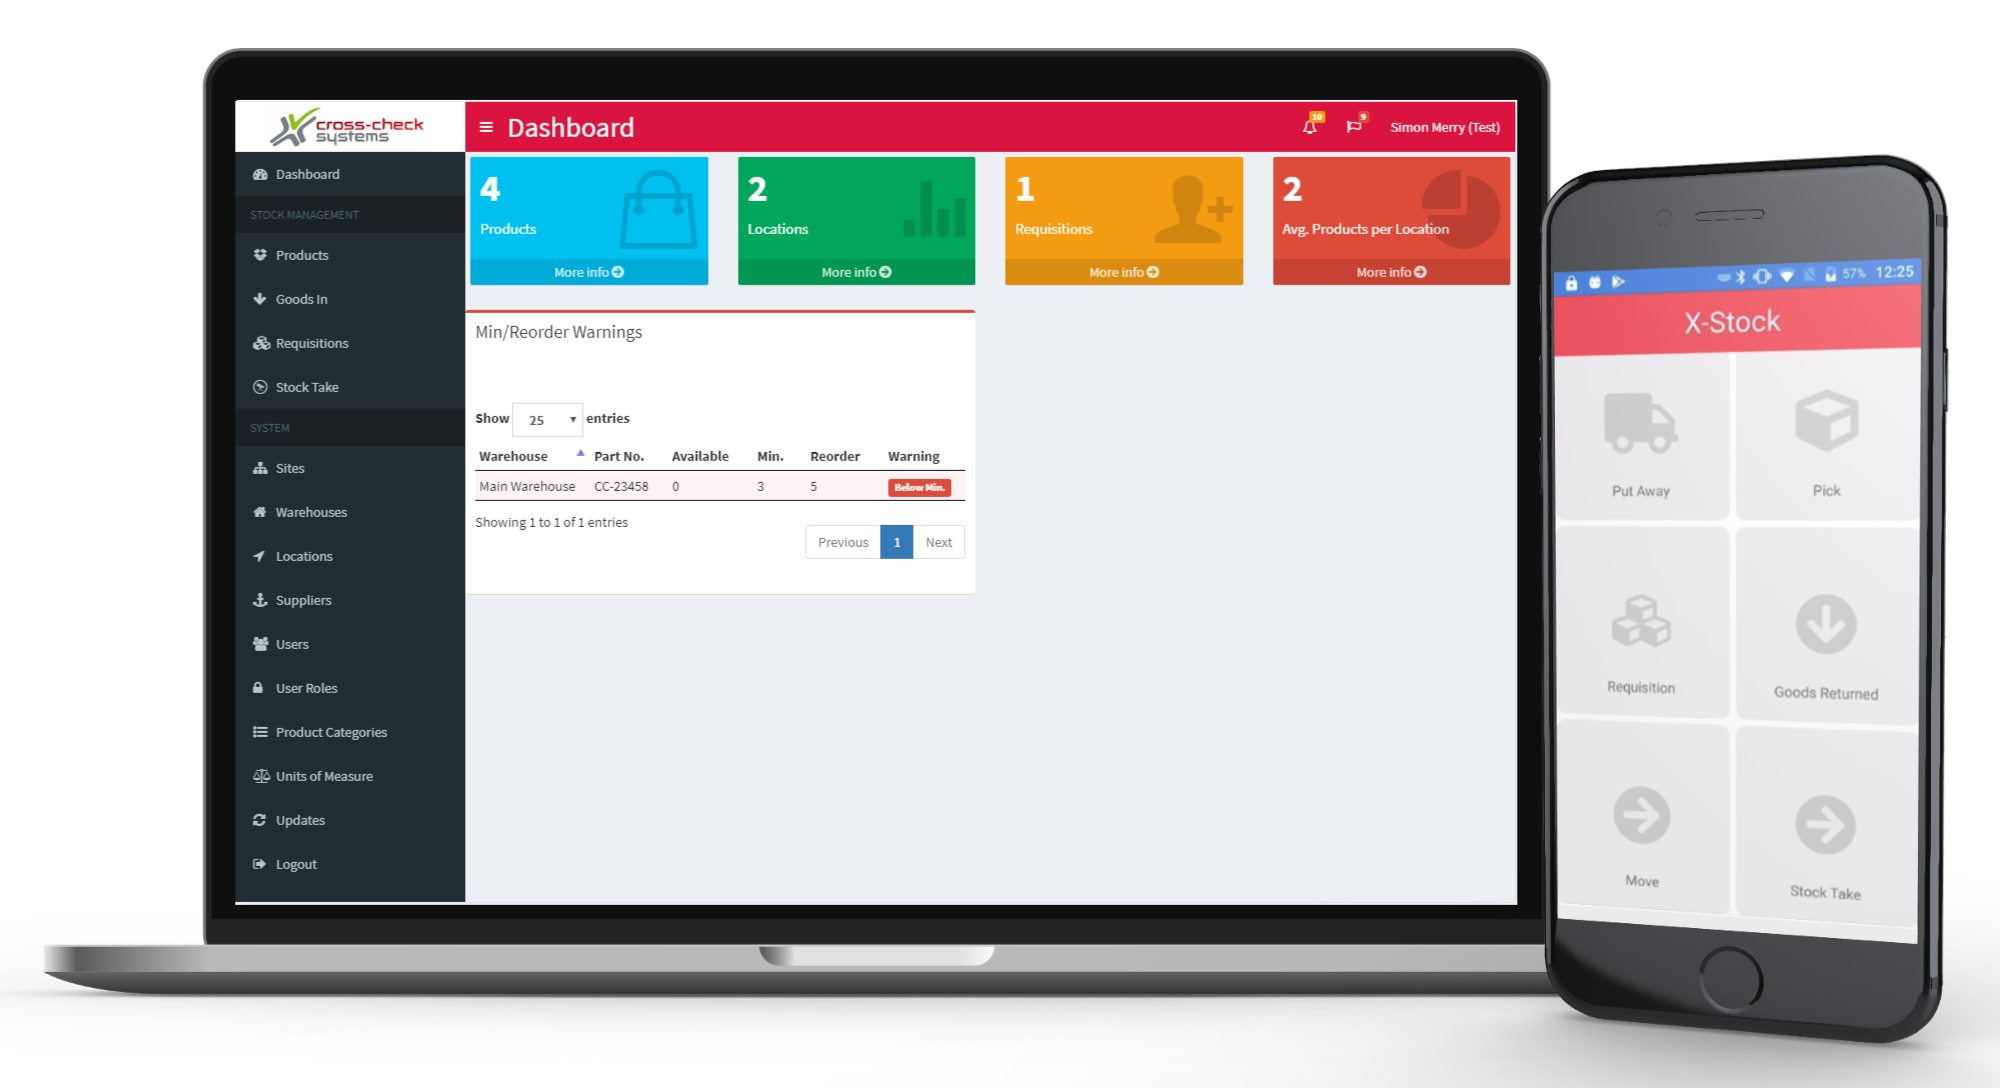 cross-check
systems
Dashboard
10
9
Simon Merry (Test)
Dashboard
STOCK MANAGEMENT
Products
Goods In
Requisitions
Stock Take
SYSTEM
Sites
Warehouses
Locations
Suppliers
Users
User Roles
Product Categories
Units of Measure
Updates
Logout
4
Products
More info
2
Locations
More info
1
Requisitions
More info
2
Avg. Products per Location
More info
Min/Reorder Warnings
Show 25 entries
Warehouse Part No. Available Min. Reorder Warning
Main Warehouse CC-23458 0 3 5 Below Min.
Showing 1 to 1 of 1 entries
Previous 1 Next
57% 12:25
X-Stock
Put Away
Pick
Requisition
Goods Returned
Move
Stock Take